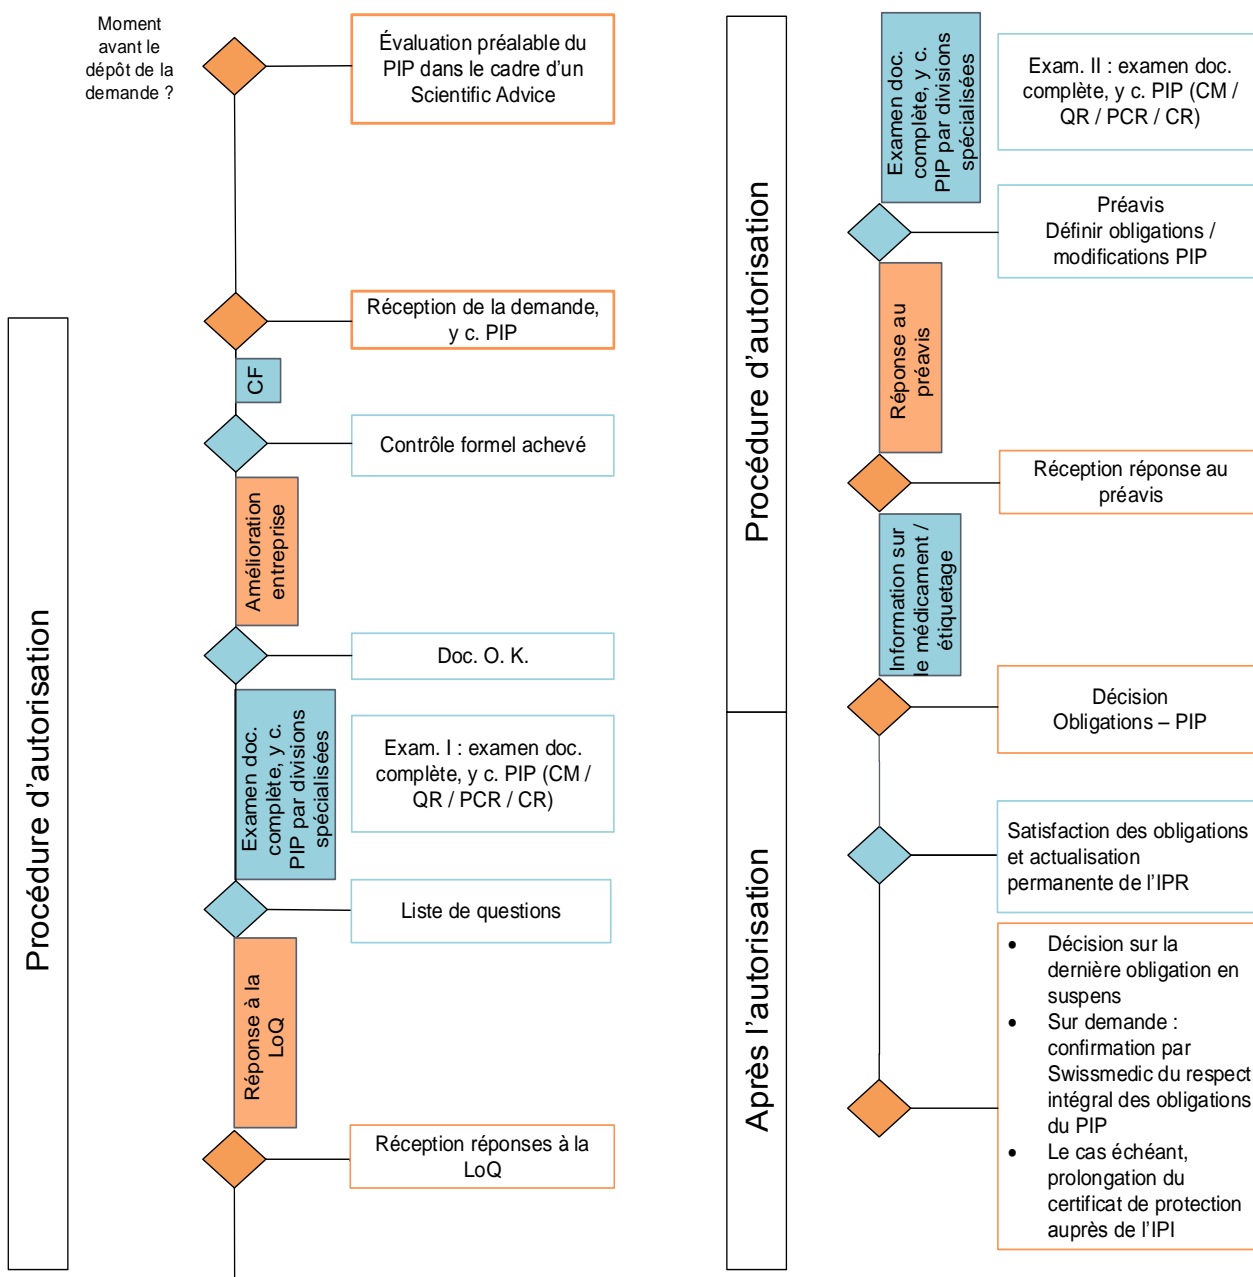 Moment
avant le
dépôt de la
demande ?
Évaluation préalable du
PIP dans le cadre d'un
Scientific Advice
Procédure d'autorisation
Réception de la demande,
y c. PIP
CF
Contrôle formel achevé
Amélioration
entreprise
Doc. O. K.
Examen doc.
complète, y c.
PIP par divisions
spécialisées
Exam. I : examen doc.
complète, y c. PIP (CM /
QR / PCR / CR)
Liste de questions
Réponse à la
LoQ
Réception réponses à la
LoQ
Procédure d'autorisation
Examen doc.
complète, y c.
PIP par divisions
spécialisées
Exam. II : examen doc.
complète, y c. PIP (CM /
QR / PCR / CR)
Préavis
Définir obligations /
modifications PIP
Réponse au
préavis
Réception réponse au
préavis
Information sur
le médicament /
étiquetage
Décision
Obligations – PIP
Après l'autorisation
Satisfaction des obligations
et actualisation
permanente de l'IPR
• Décision sur la
dernière obligation en
suspens
• Sur demande :
confirmation par
Swissmedic du respect
intégral des obligations
du PIP
• Le cas échéant,
prolongation du
certificat de protection
auprès de l'IPI